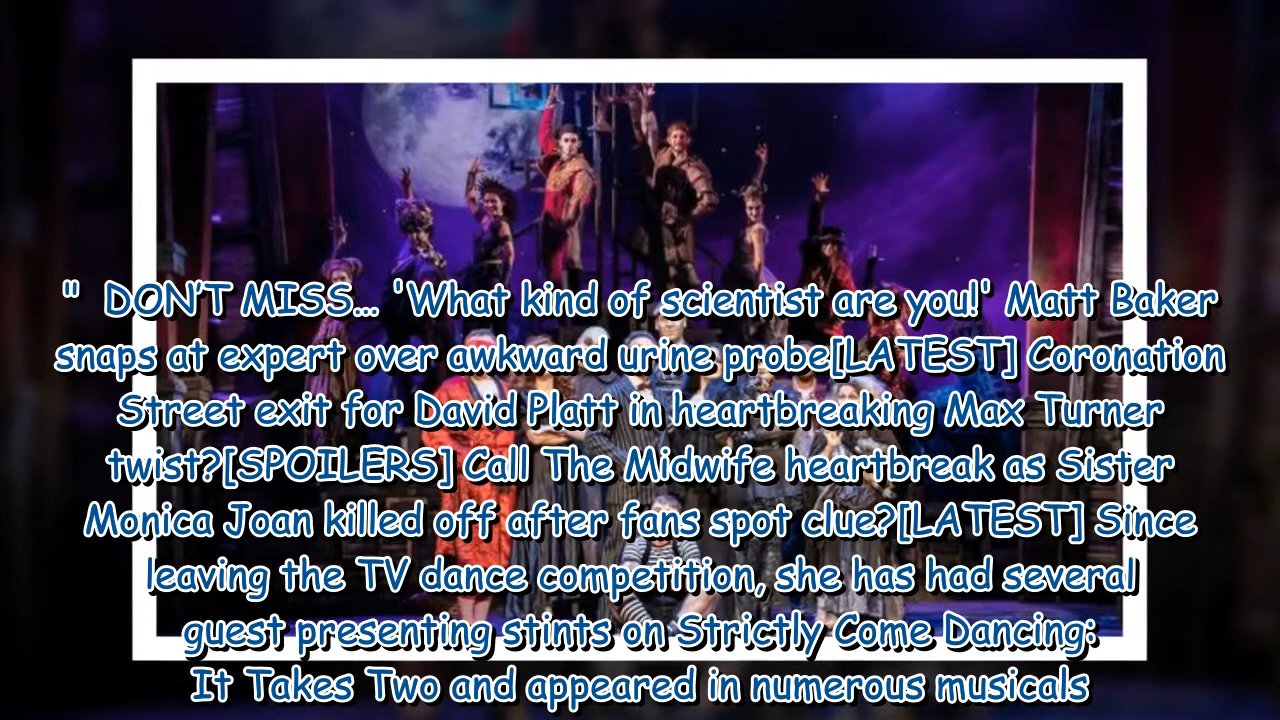 "  DON'T MISS... 'What kind of scientist are you!' Matt Baker
snaps at expert over awkward urine probe[LATEST] Coronation
Street exit for David Platt in heartbreaking Max Turner
twist?[SPOILERS] Call The Midwife heartbreak as Sister
Monica Joan killed off after fans spot clue?[LATEST] Since
leaving the TV dance competition, she has had several
guest presenting stints on Strictly Come Dancing:
It Takes Two and appeared in numerous musicals